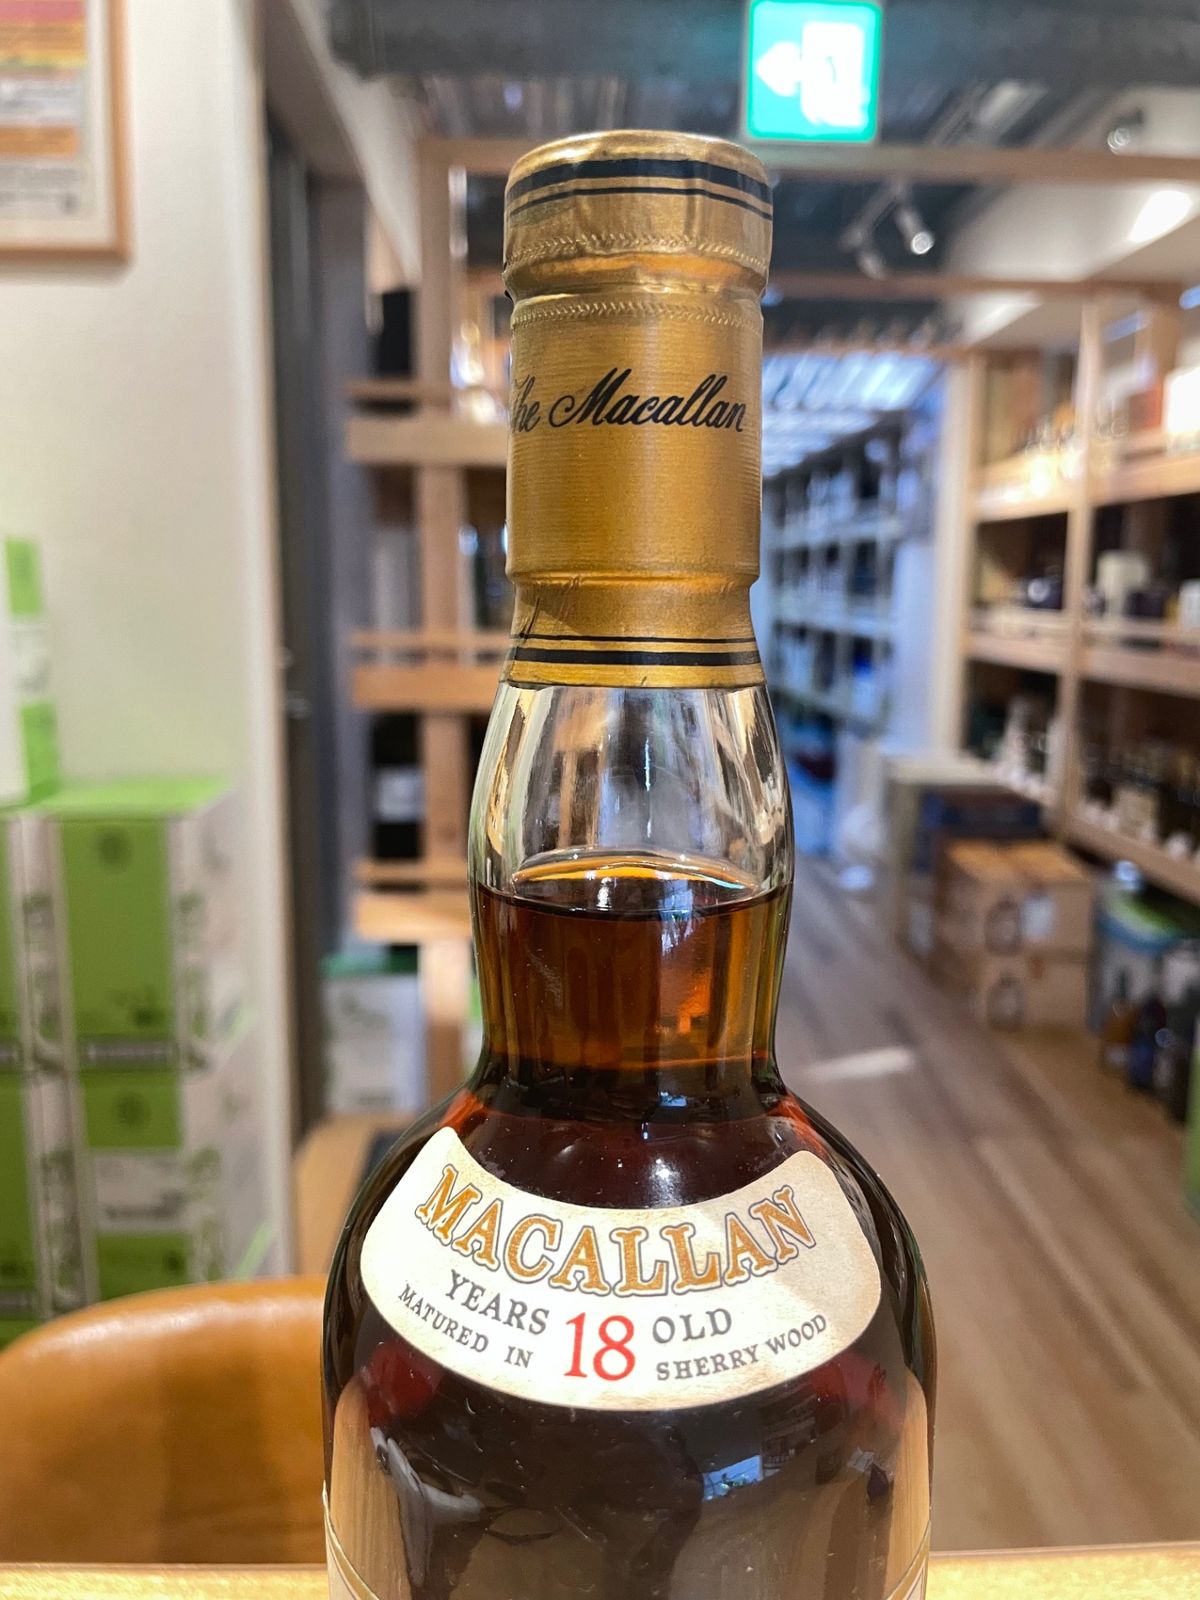 The Macallan
MACALLAN
YEARS 18 OLD
MATURED IN SHERRY WOOD